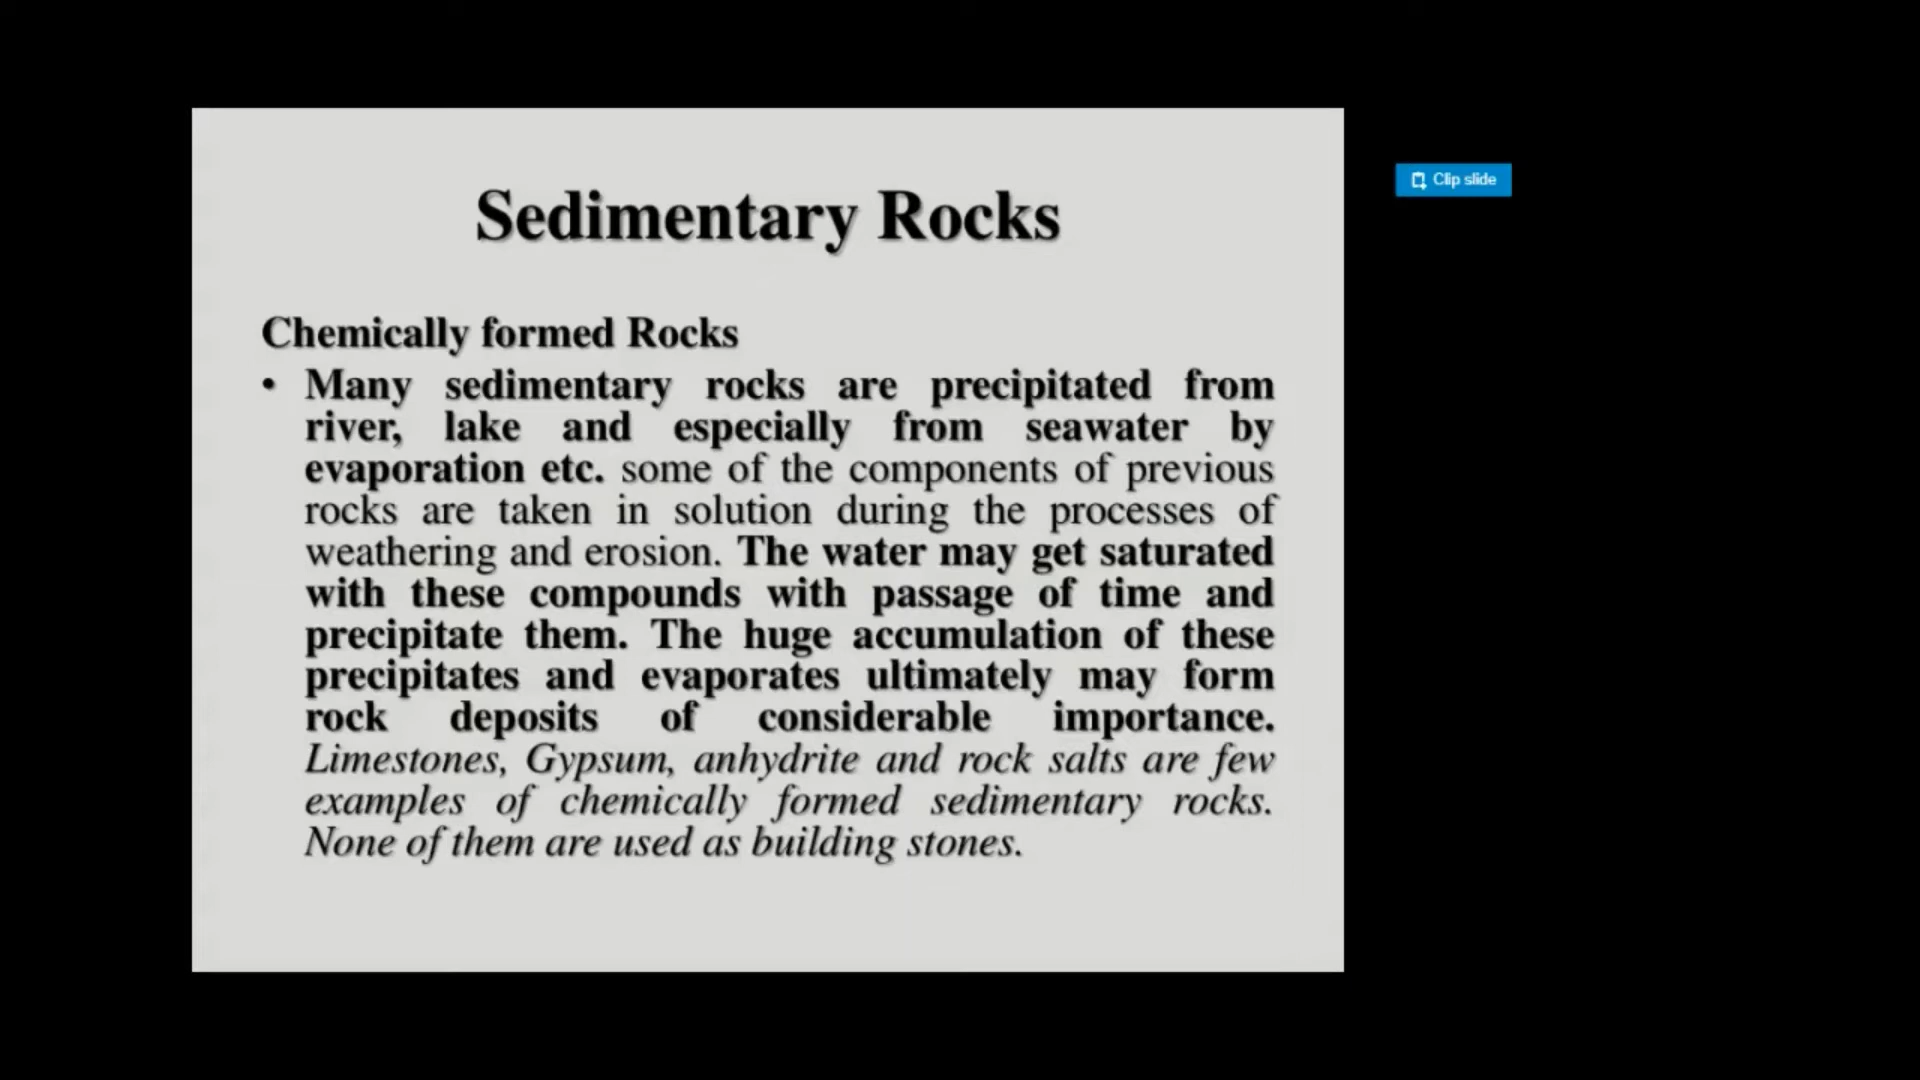 Sedimentary Rocks
Clip slide
Chemically formed Rocks
• Many sedimentary rocks are precipitated from
river, lake and especially from seawater by
evaporation etc. some of the components of previous
rocks are taken in solution during the processes of
weathering and erosion. The water may get saturated
with these compounds with passage of time and
precipitate them. The huge accumulation of these
precipitates and evaporates ultimately may form
rock deposits of considerable importance.
Limestones, Gypsum, anhydrite and rock salts are few
examples of chemically formed sedimentary rocks.
None of them are used as building stones.